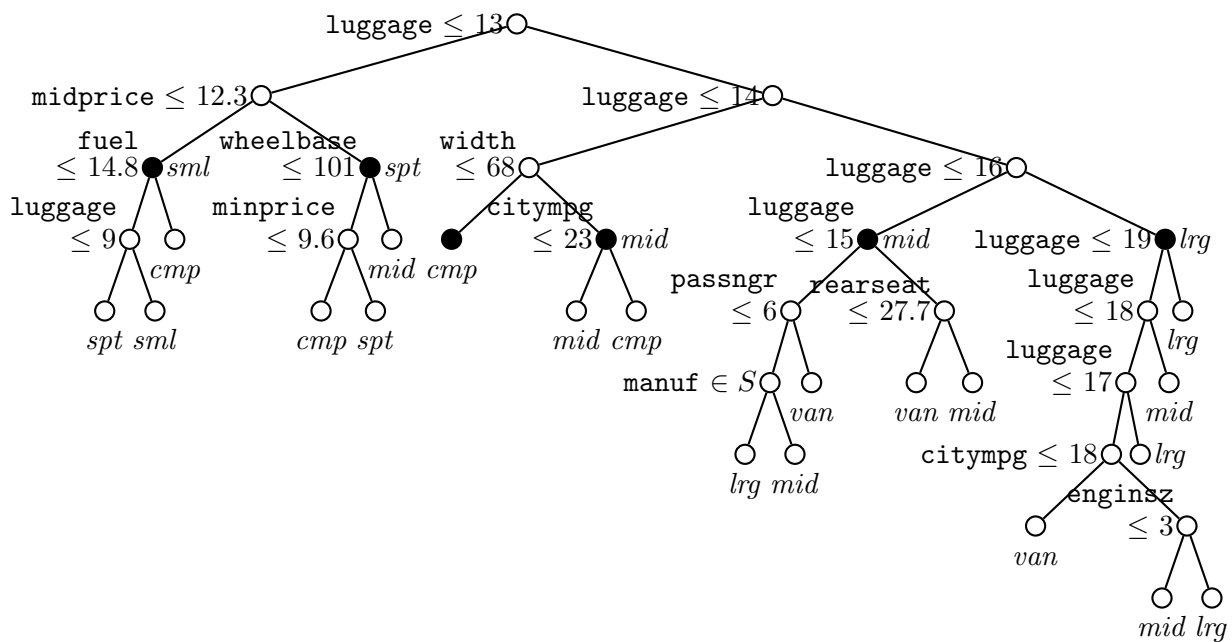 luggage ≤ 13
midprice ≤ 12.3
luggage ≤ 14
fuel
≤ 14.8
sml
wheelbase
≤ 101
spt
width
≤ 68
luggage ≤ 16
luggage
≤ 9
cmp
minprice
≤ 9.6
mid
cmp
citympg
≤ 23
mid
luggage
≤ 15
mid
luggage ≤ 19
lrg
spt
sml
cmp
spt
mid
cmp
passngr
≤ 6
rearseat
≤ 27.7
luggage
≤ 18
lrg
manuf ∈ S
van
van
mid
luggage
≤ 17
mid
lrg
mid
citympg ≤ 18
lrg
van
enginsz
≤ 3
mid
lrg